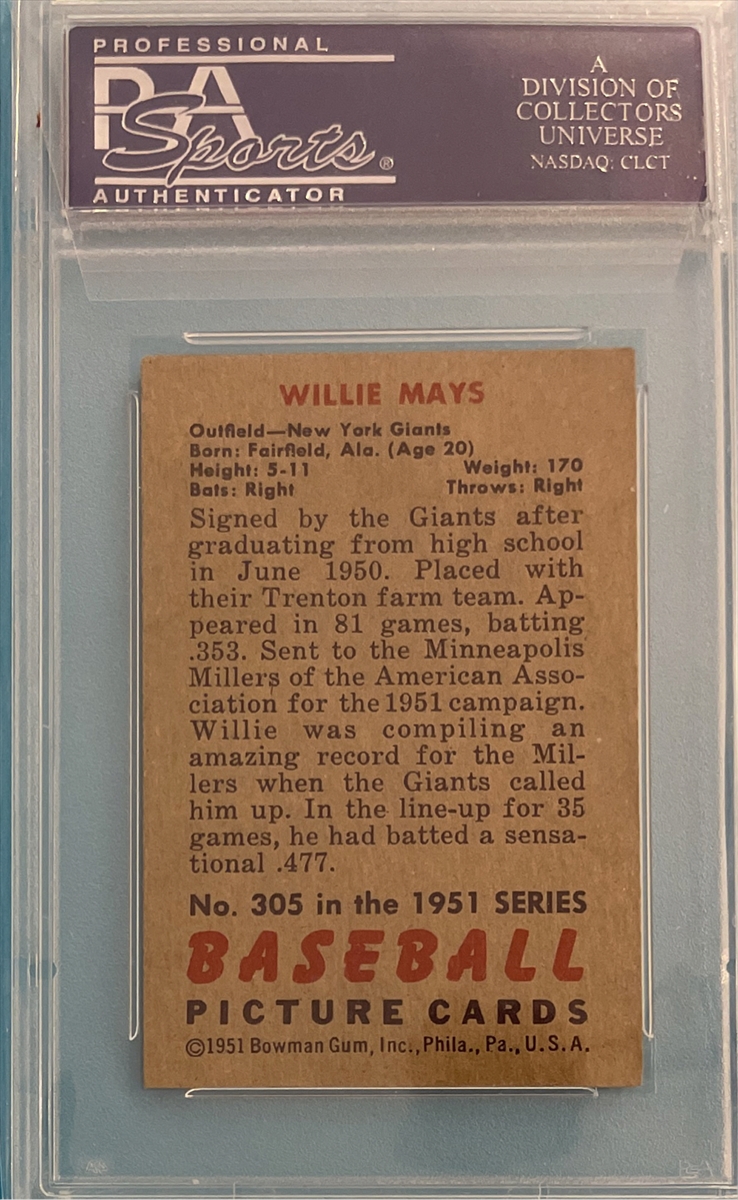 PROFESSIONAL
PSA
Sports®
AUTHENTICATOR
A
DIVISION OF
COLLECTORS
UNIVERSE
NASDAQ: CLCT
WILLIE MAYS
Outfield—New York Giants
Born: Fairfield, Ala. (Age 20)
Height: 5-11 Weight: 170
Bats: Right Throws: Right
Signed by the Giants after
graduating from high school
in June 1950. Placed with
their Trenton farm team. Ap-
peared in 81 games, batting
.353. Sent to the Minneapolis
Millers of the American Asso-
ciation for the 1951 campaign.
Willie was compiling an
amazing record for the Mil-
lers when the Giants called
him up. In the line-up for 35
games, he had batted a sensa-
tional .477.
No. 305 in the 1951 SERIES
BASEBALL
PICTURE CARDS
©1951 Bowman Gum, Inc., Phila., Pa., U.S.A.
PSA